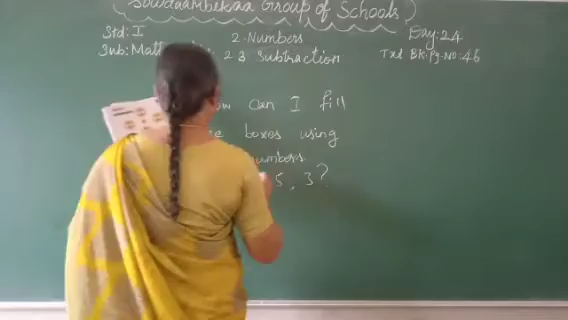 Sowdaambikaa Group of Schools
Std: I 2. Numbers Day: 24
Sub: Math 2.3 Subtraction Txt BK. Pg. No: 46
can I fill
boxes using
numbers
5, 3?